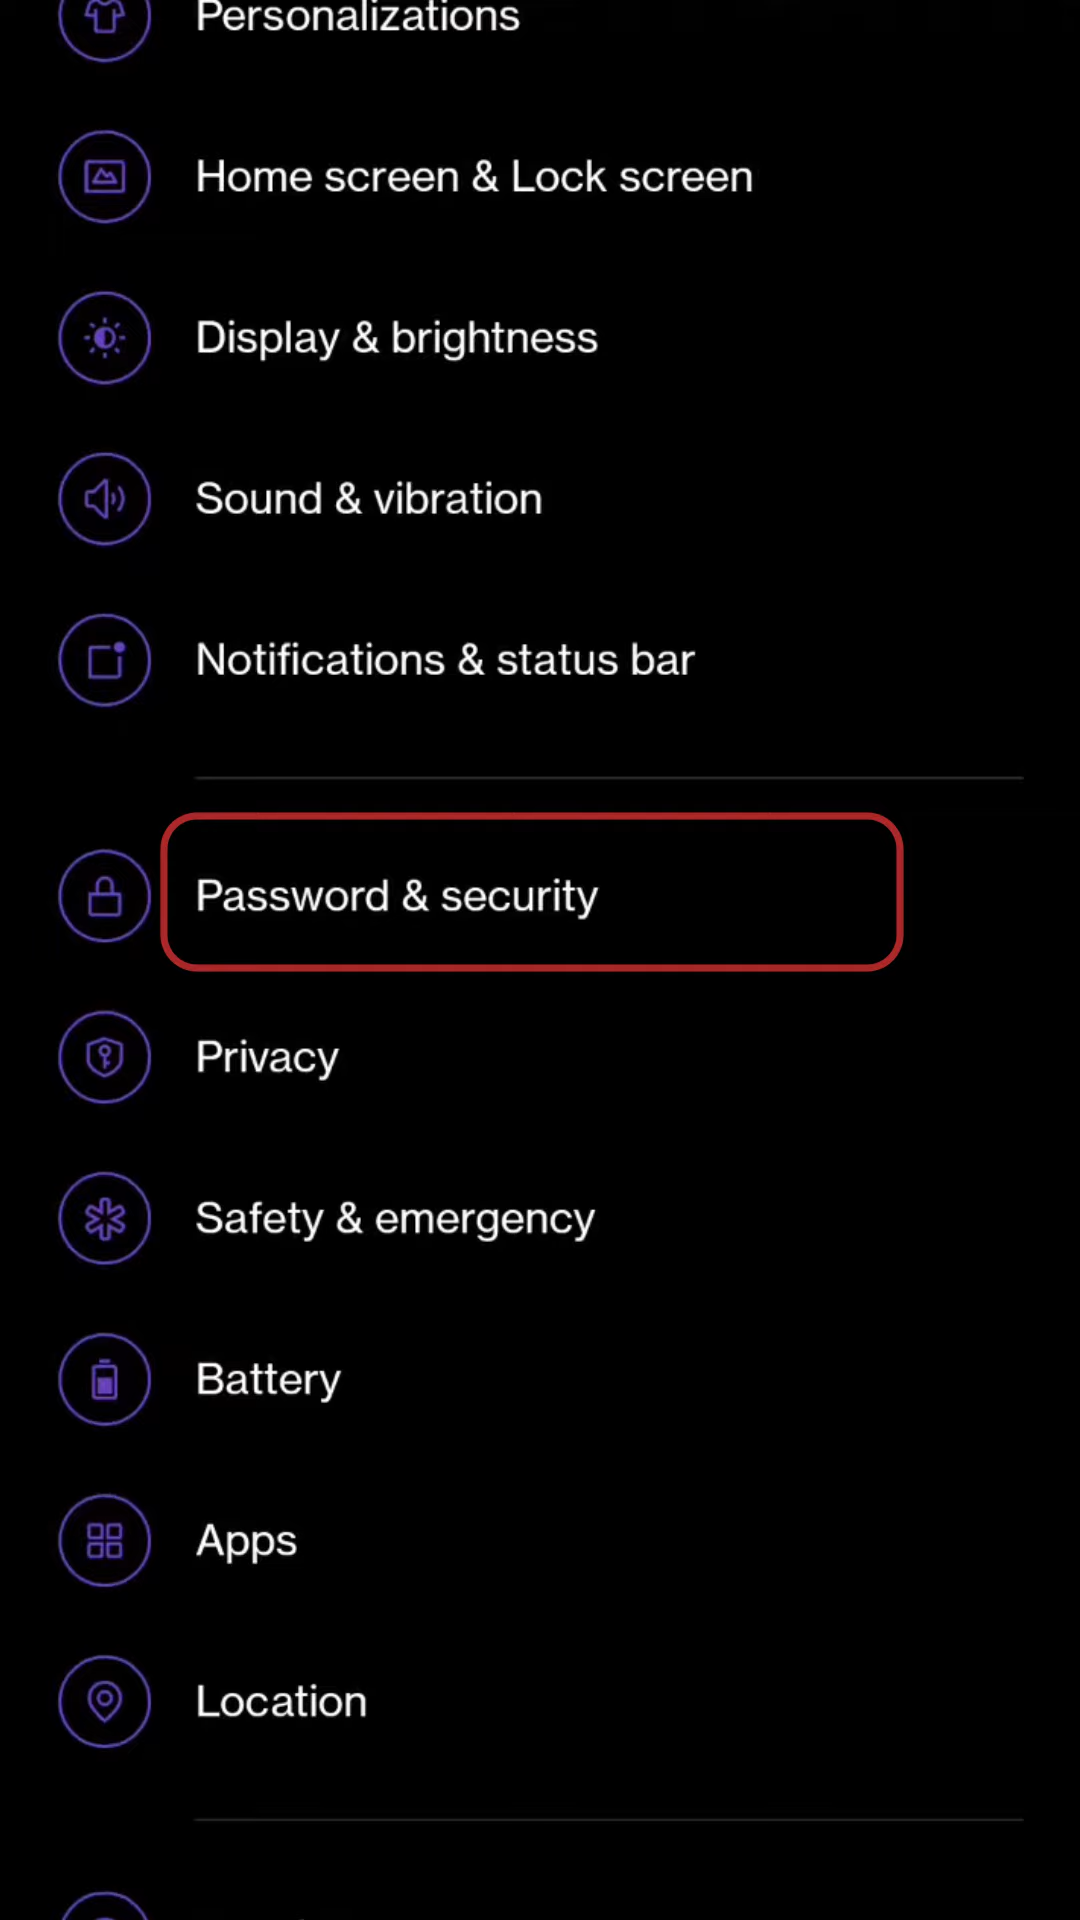 Personalizations
Home screen & Lock screen
Display & brightness
Sound & vibration
Notifications & status bar
Password & security
Privacy
Safety & emergency
Battery
Apps
Location